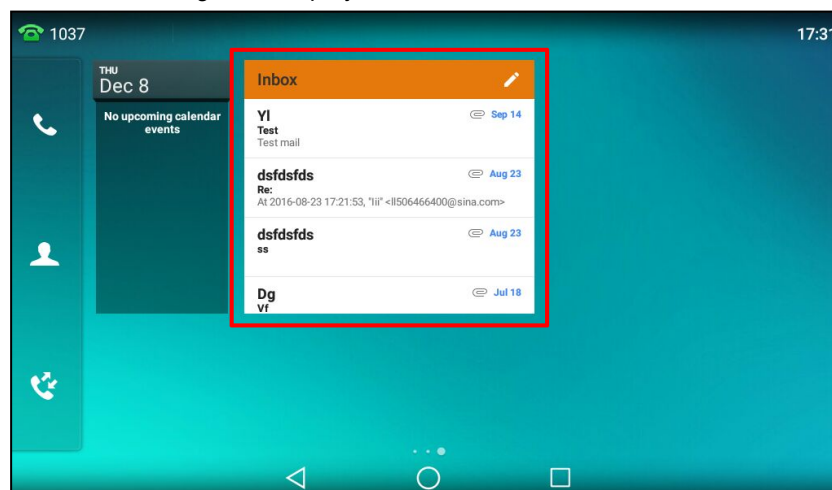 1037
17:31
THU
Dec 8
No upcoming calendar
events
Inbox
Yl
Sep 14
Test
Test mail
dsfdsfds
Aug 23
Re:
At 2016-08-23 17:21:53, "lii" <ll506466400@sina.com>
dsfdsfds
Aug 23
ss
Dg
Jul 18
Vf